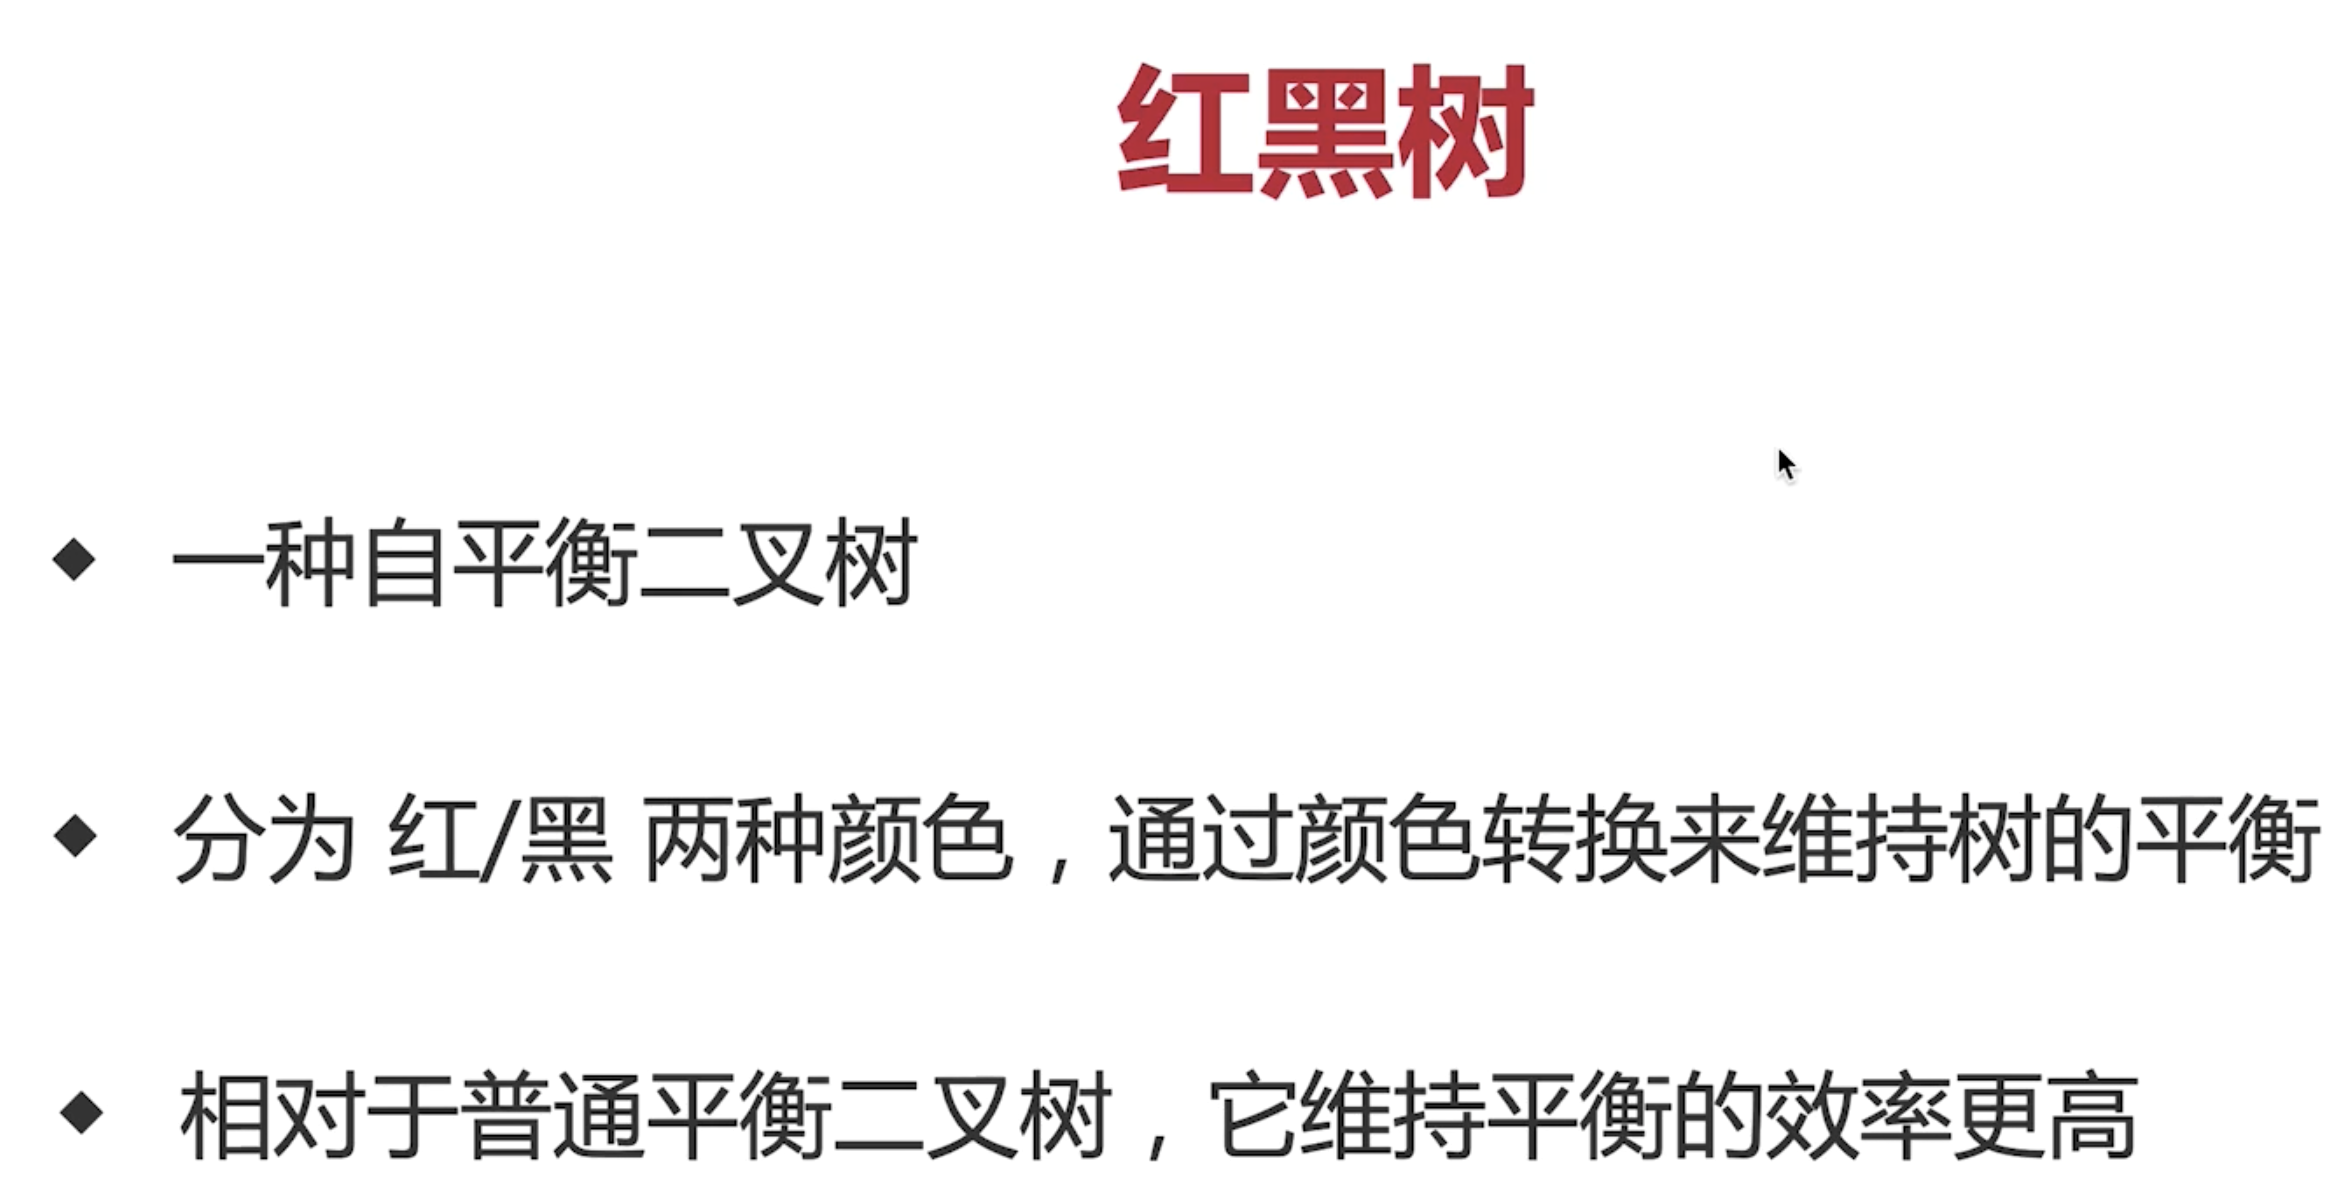 红黑树
一种自平衡二叉树
分为 红/黑 两种颜色，通过颜色转换来维持树的平衡
相对于普通平衡二叉树，它维持平衡的效率更高